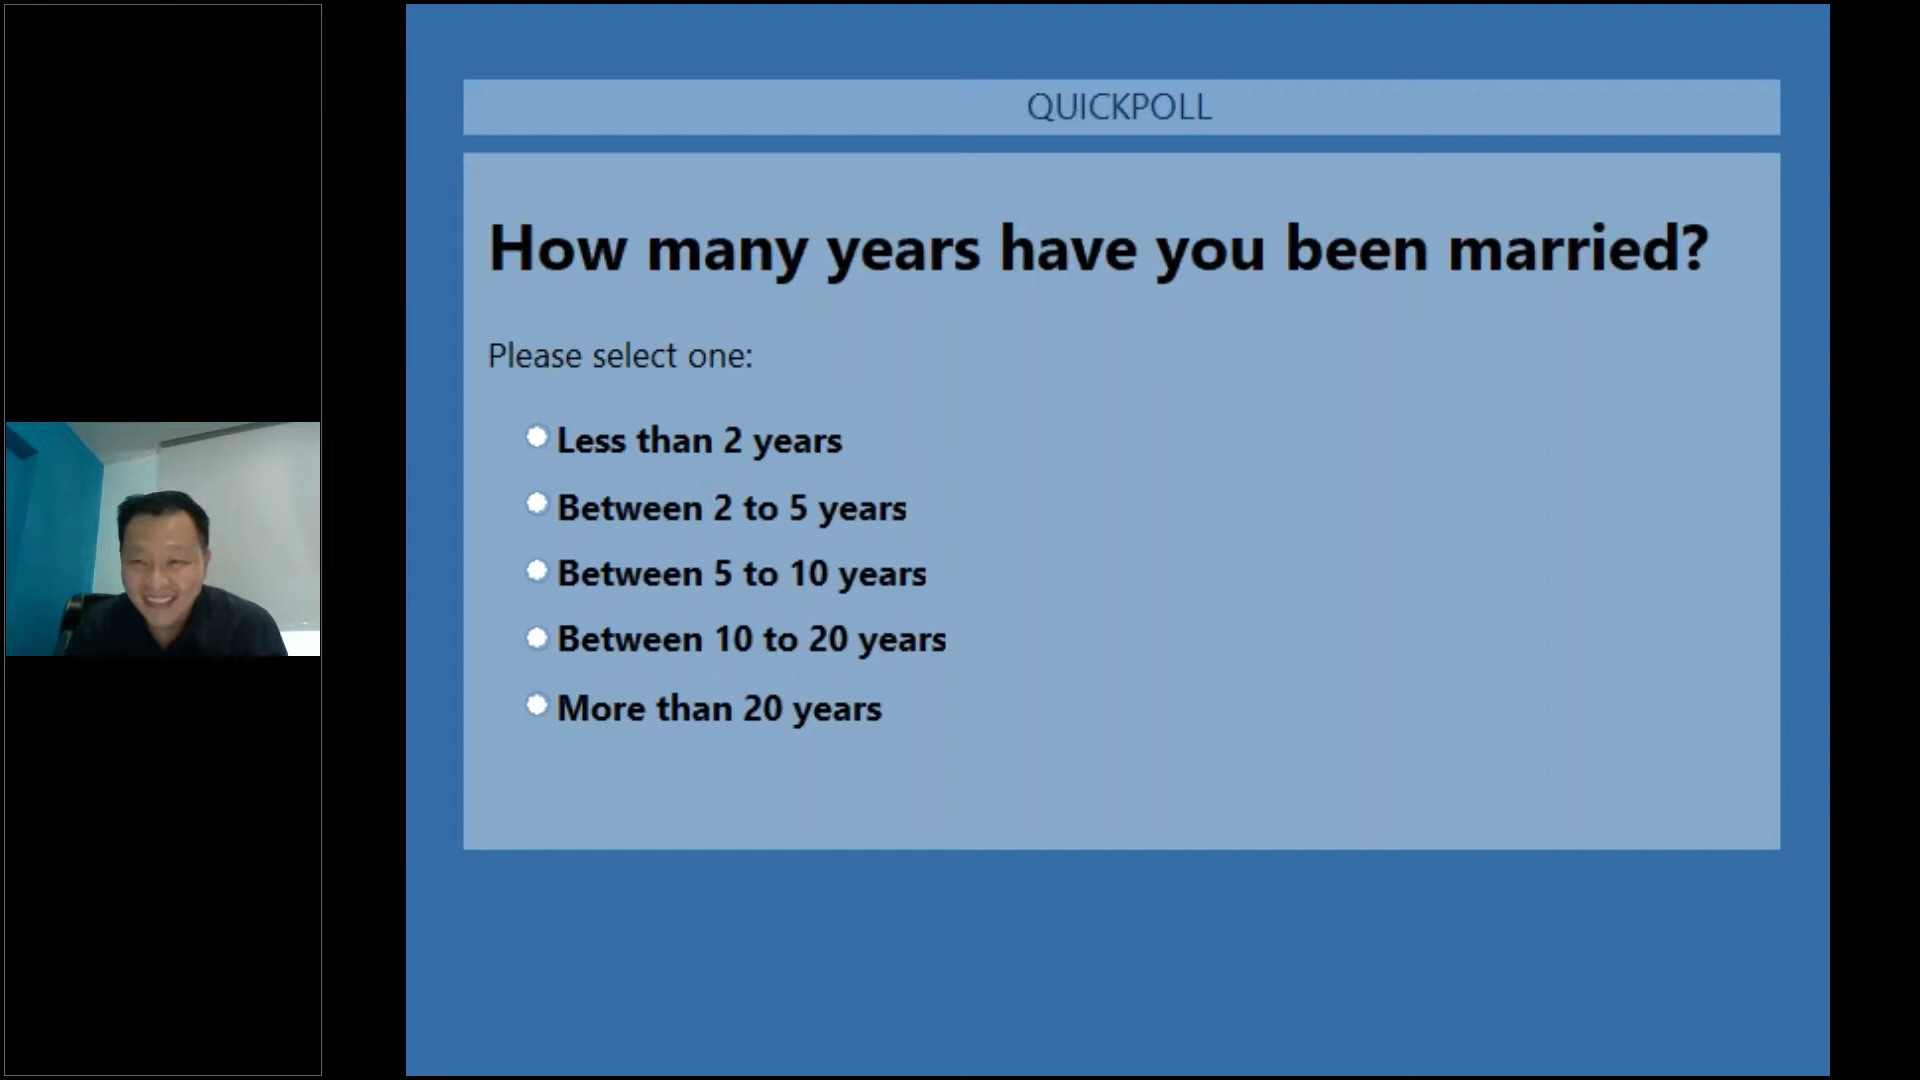 QUICKPOLL
How many years have you been married?
Please select one:
Less than 2 years
Between 2 to 5 years
Between 5 to 10 years
Between 10 to 20 years
More than 20 years